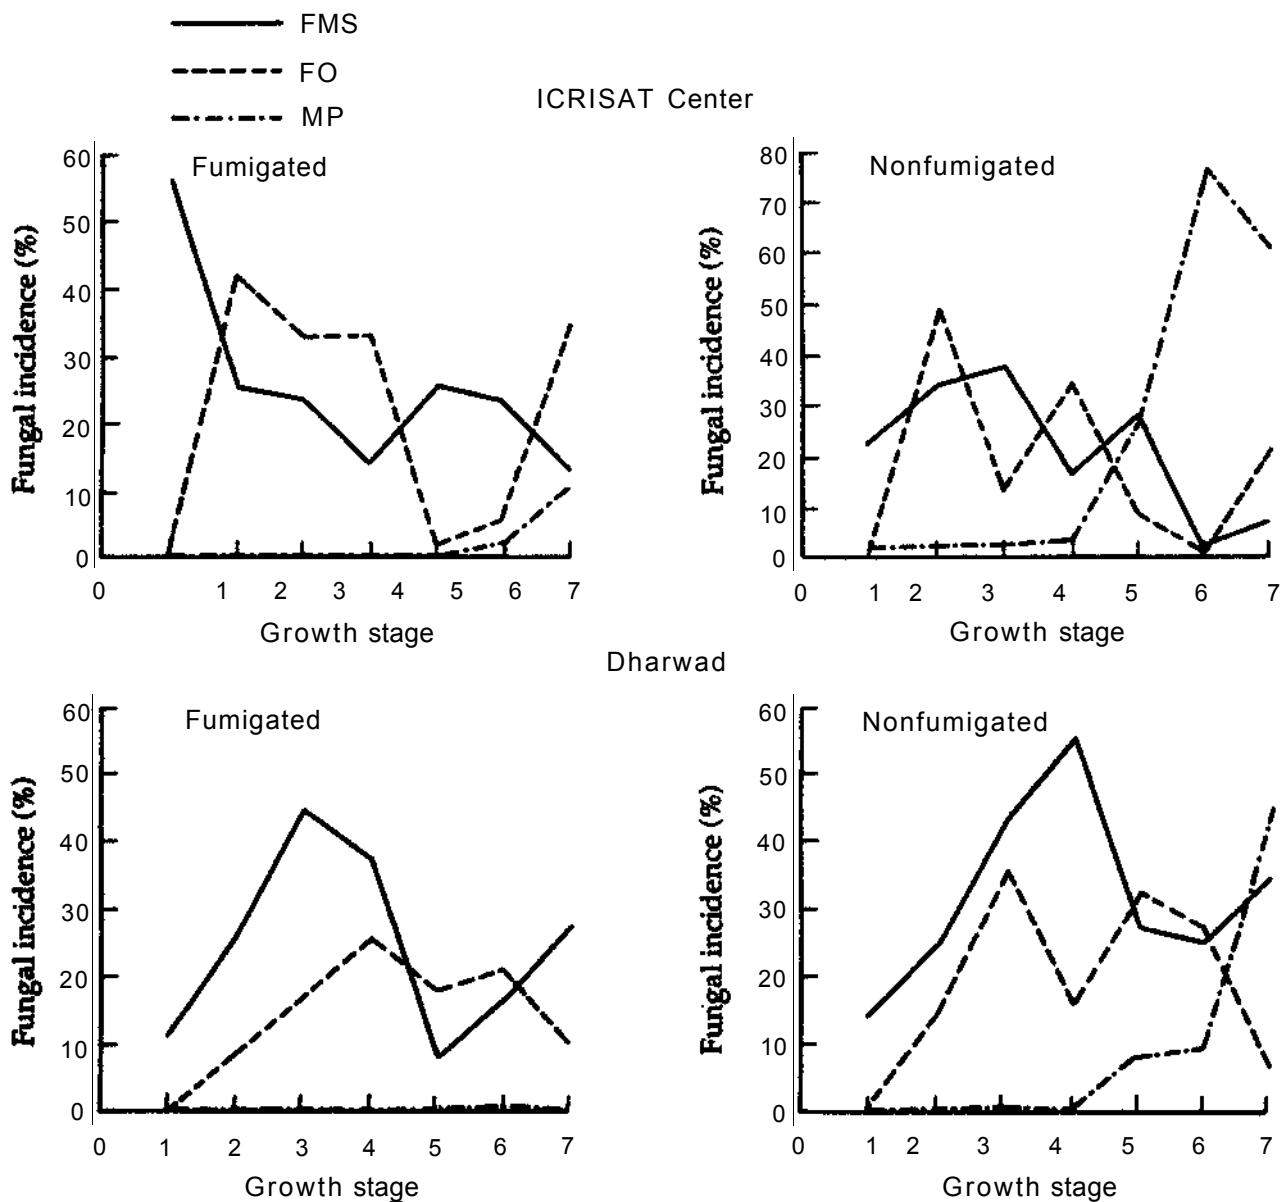 FMS
FO
MP
ICRISAT Center
Fumigated
60
50
40
30
20
10
0
Fungal incidence (%)
0 1 2 3 4 5 6 7
Growth stage
Nonfumigated
80
70
60
50
40
30
20
10
0
Fungal incidence (%)
0 1 2 3 4 5 6 7
Growth stage
Dharwad
Fumigated
60
50
40
30
20
10
0
Fungal incidence (%)
0 1 2 3 4 5 6 7
Growth stage
Nonfumigated
60
50
40
30
20
10
0
Fungal incidence (%)
0 1 2 3 4 5 6 7
Growth stage